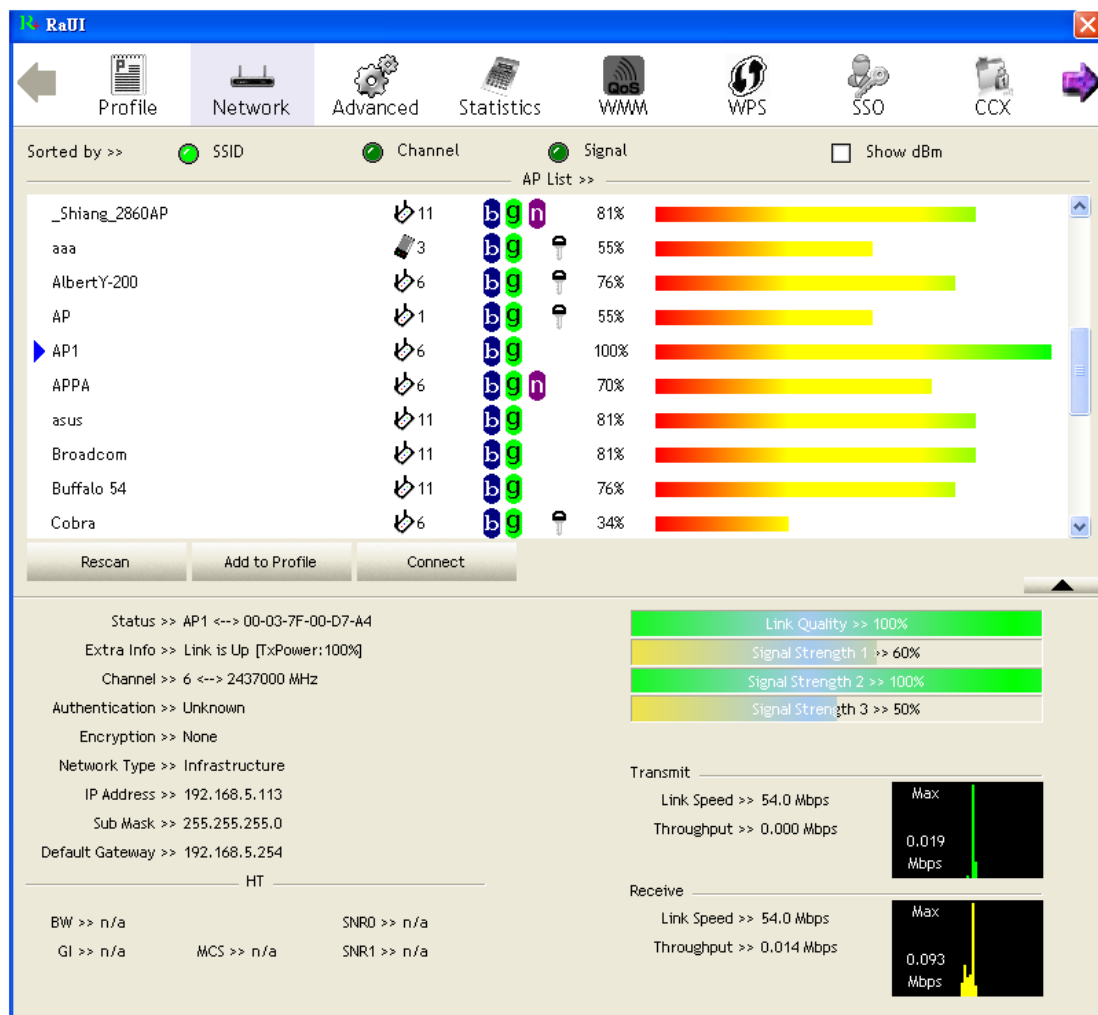 R RaUI
Profile Network Advanced Statistics QoS WMM WPS SSO CCX
Sorted by >> SSID Channel Signal Show dBm
AP List >>
_Shiang_2860AP 11 b g n 81%
aaa 3 b g 55%
AlbertY-200 6 b g 76%
AP 1 b g 55%
AP1 6 b g 100%
APPA 6 b g n 70%
asus 11 b g 81%
Broadcom 11 b g 81%
Buffalo 54 11 b g 76%
Cobra 6 b g 34%
Rescan Add to Profile Connect
Status >> AP1 <--> 00-03-7F-00-D7-A4
Extra Info >> Link is Up [TxPower:100%]
Channel >> 6 <--> 2437000 MHz
Authentication >> Unknown
Encryption >> None
Network Type >> Infrastructure
IP Address >> 192.168.5.113
Sub Mask >> 255.255.255.0
Default Gateway >> 192.168.5.254
HT
BW >> n/a SNR0 >> n/a
GI >> n/a MCS >> n/a SNR1 >> n/a
Link Quality >> 100%
Signal Strength 1 >> 60%
Signal Strength 2 >> 100%
Signal Strength 3 >> 50%
Transmit
Link Speed >> 54.0 Mbps
Throughput >> 0.000 Mbps
Max
0.019
Mbps
Receive
Link Speed >> 54.0 Mbps
Throughput >> 0.014 Mbps
Max
0.093
Mbps